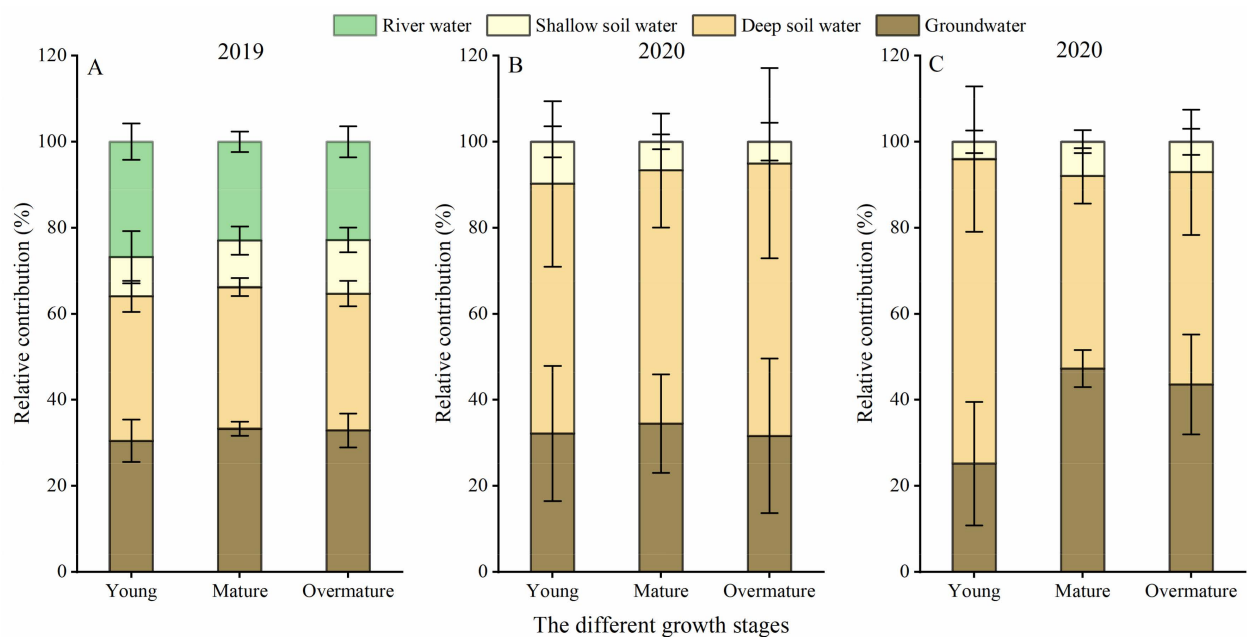 River water Shallow soil water Deep soil water Groundwater
A
2019
Relative contribution (%)
120
100
80
60
40
20
0
Young Mature Overmature
B
2020
Relative contribution (%)
120
100
80
60
40
20
0
Young Mature Overmature
C
2020
Relative contribution (%)
120
100
80
60
40
20
0
Young Mature Overmature
The different growth stages